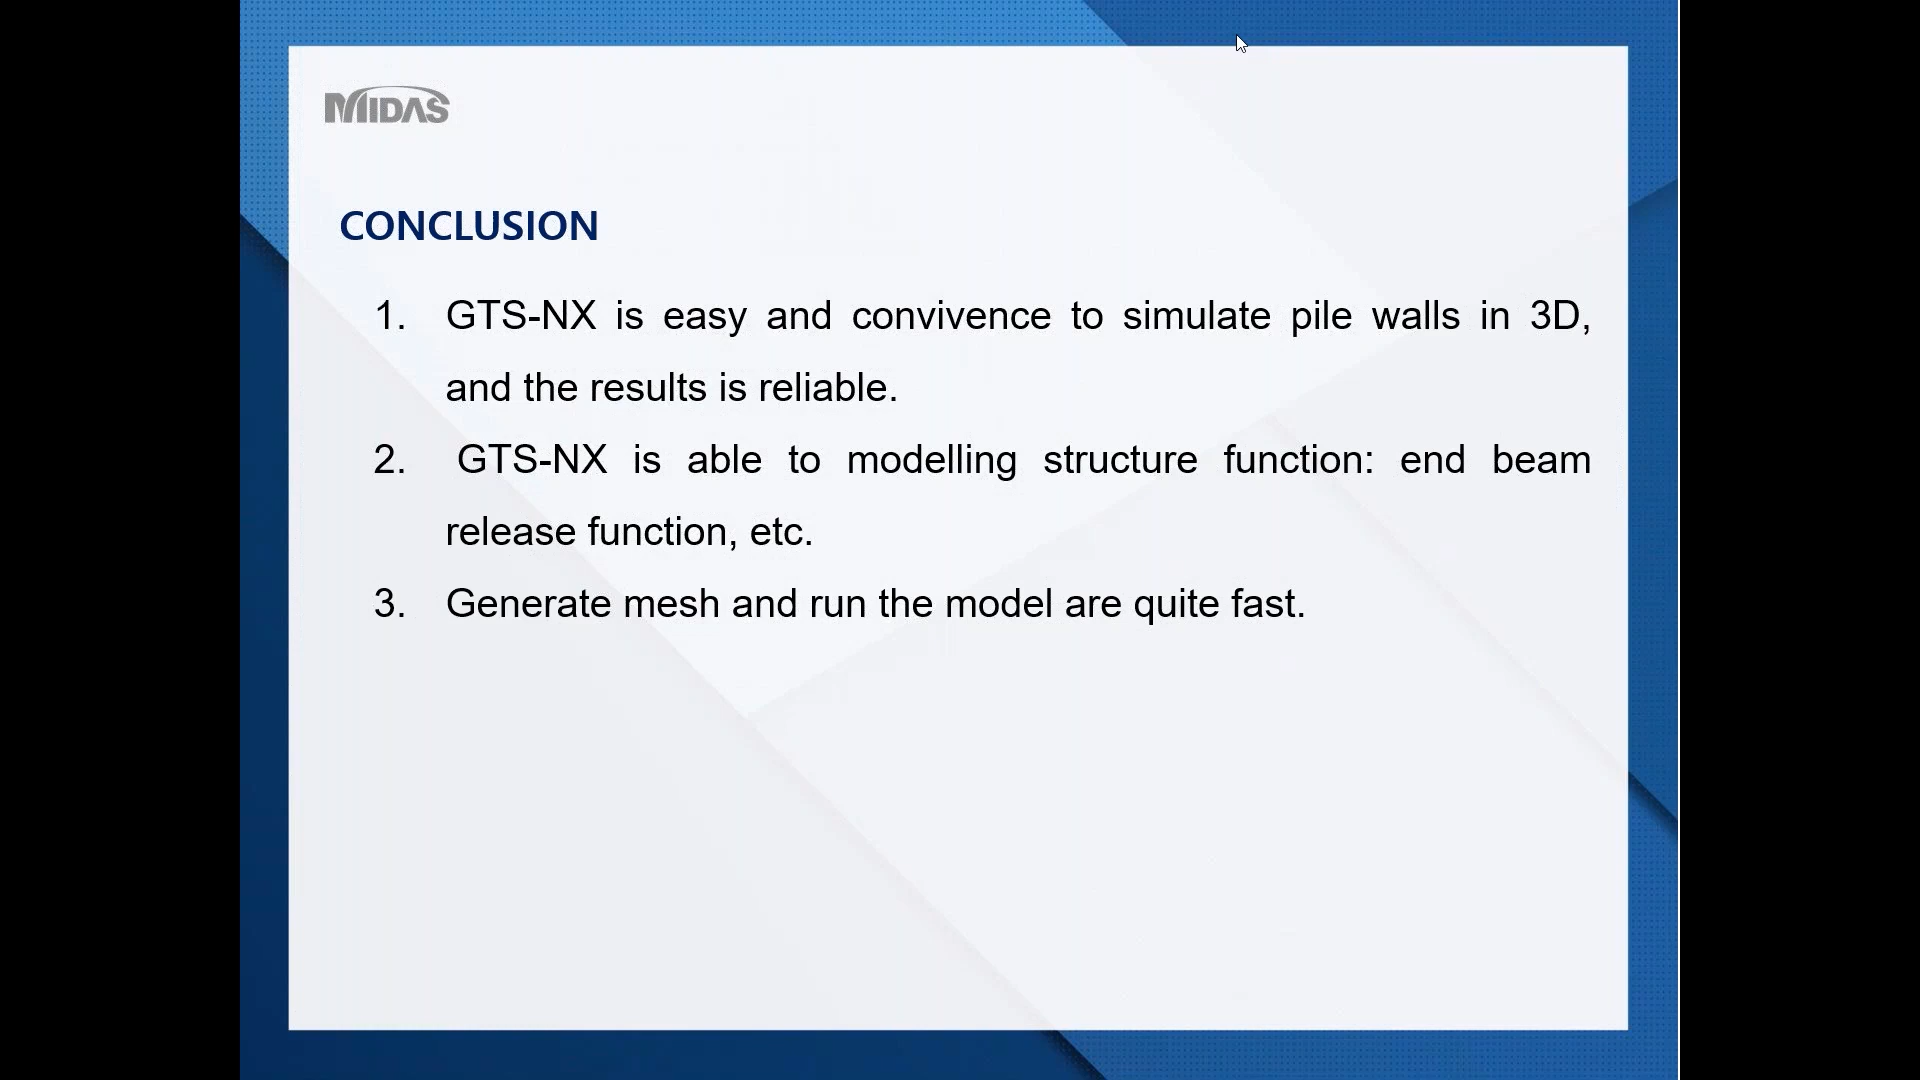 MIDAS
CONCLUSION
1. GTS-NX is easy and convivence to simulate pile walls in 3D,
and the results is reliable.
2. GTS-NX is able to modelling structure function: end beam
release function, etc.
3. Generate mesh and run the model are quite fast.